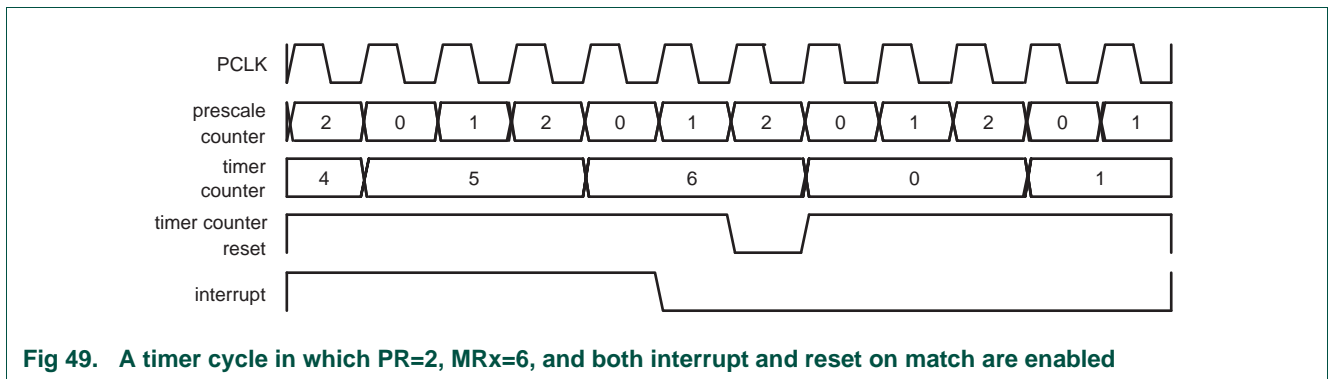 PCLK
prescale
counter
2 0 1 2 0 1 2 0 1 2 0 1
timer
counter
4 5 6 0 1
timer counter
reset
interrupt
Fig 49. A timer cycle in which PR=2, MRx=6, and both interrupt and reset on match are enabled